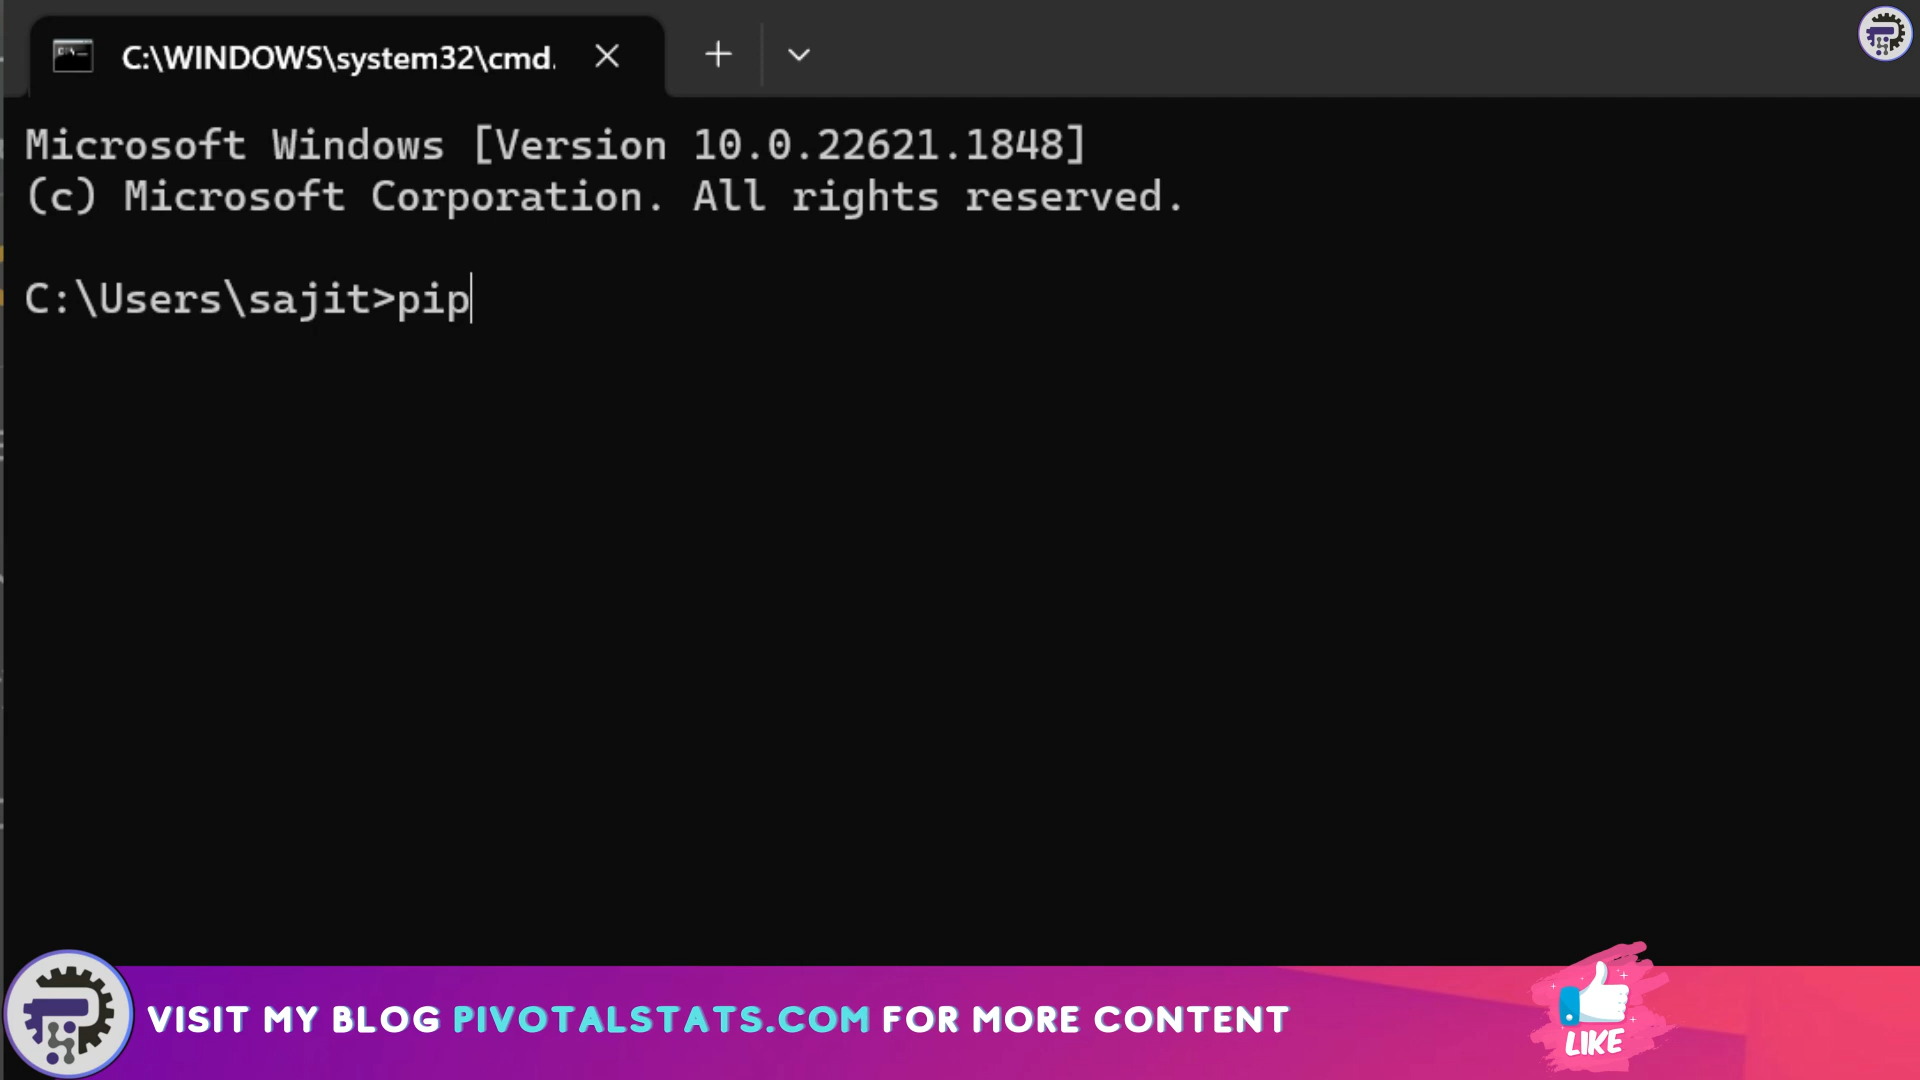 C:\WINDOWS\system32\cmd.
Microsoft Windows [Version 10.0.22621.1848]
(c) Microsoft Corporation. All rights reserved.
C:\Users\sajit>pip
VISIT MY BLOG PIVOTALSTATS.COM FOR MORE CONTENT
LIKE